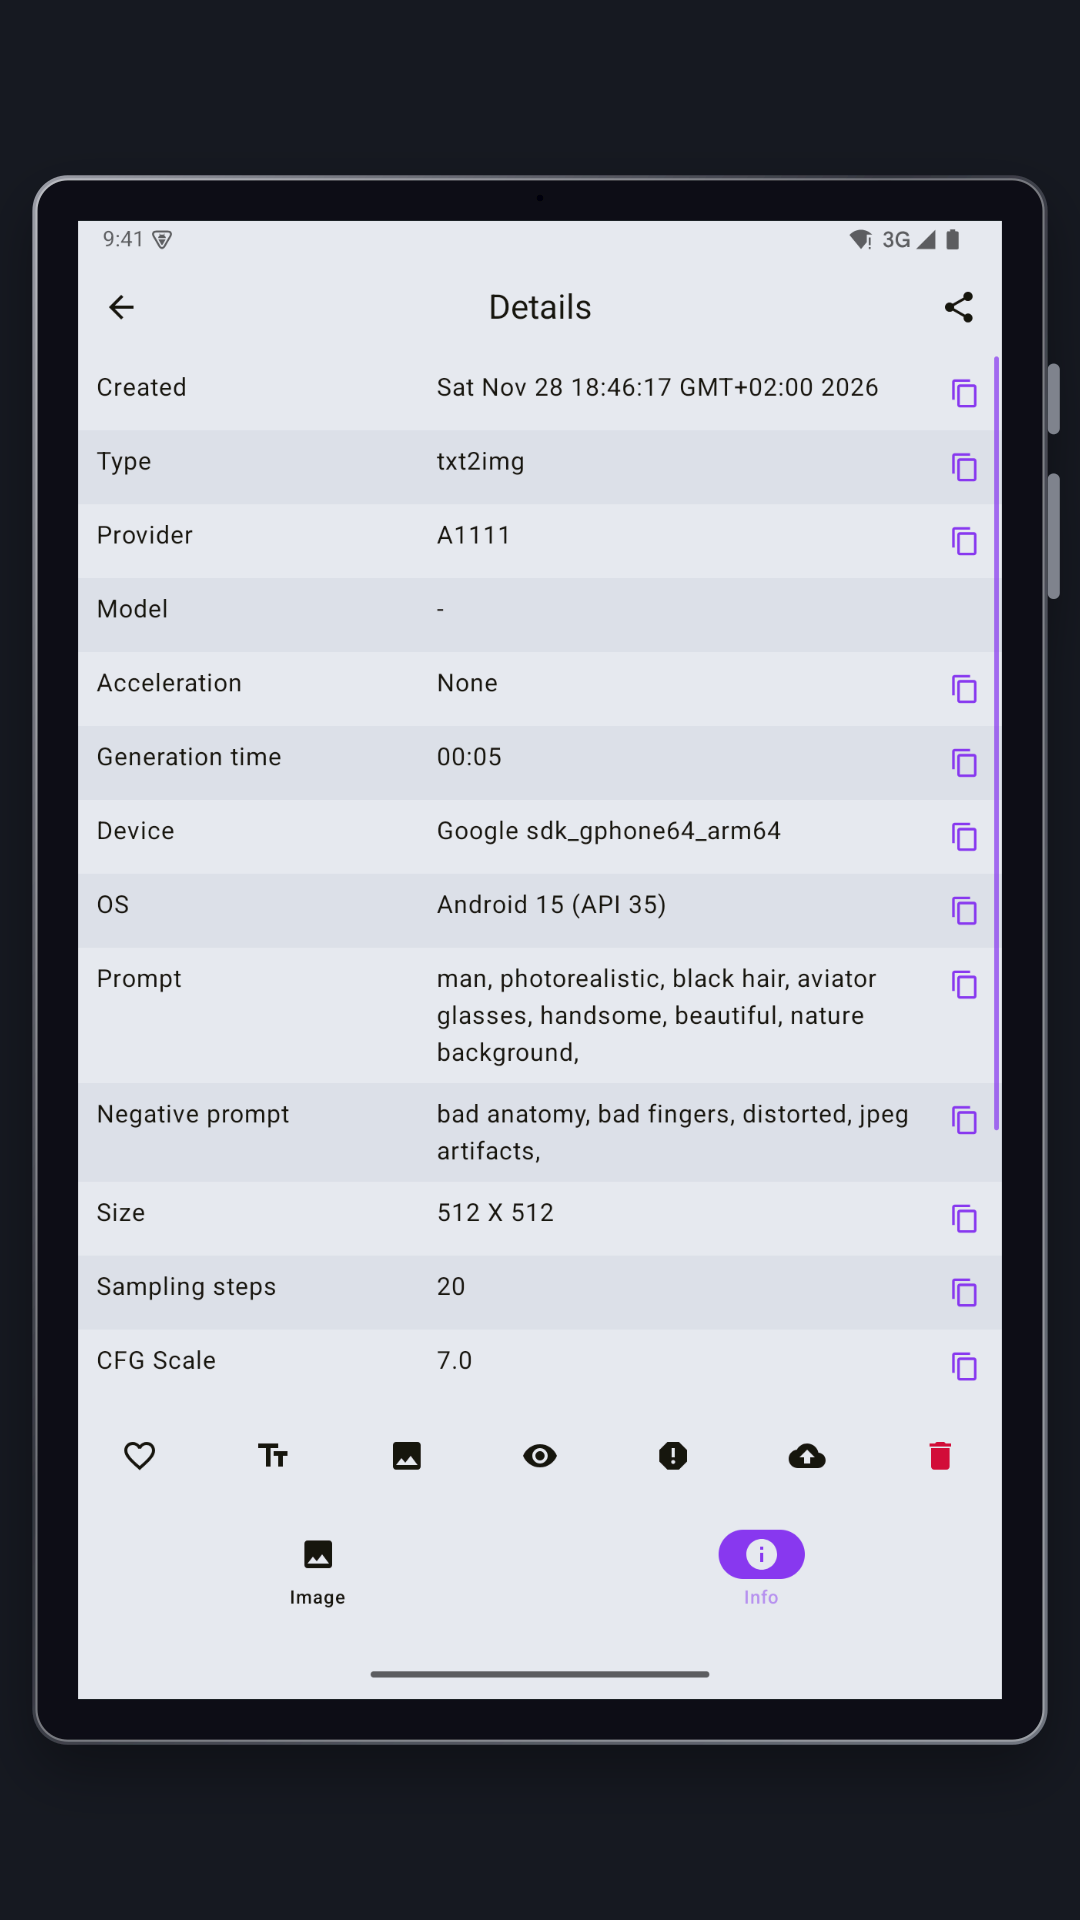 9:41
3G
Details
Created
Sat Nov 28 18:46:17 GMT+02:00 2026
Type
txt2img
Provider
A1111
Model
-
Acceleration
None
Generation time
00:05
Device
Google sdk_gphone64_arm64
OS
Android 15 (API 35)
Prompt
man, photorealistic, black hair, aviator
glasses, handsome, beautiful, nature
background,
Negative prompt
bad anatomy, bad fingers, distorted, jpeg
artifacts,
Size
512 X 512
Sampling steps
20
CFG Scale
7.0
Image
Info